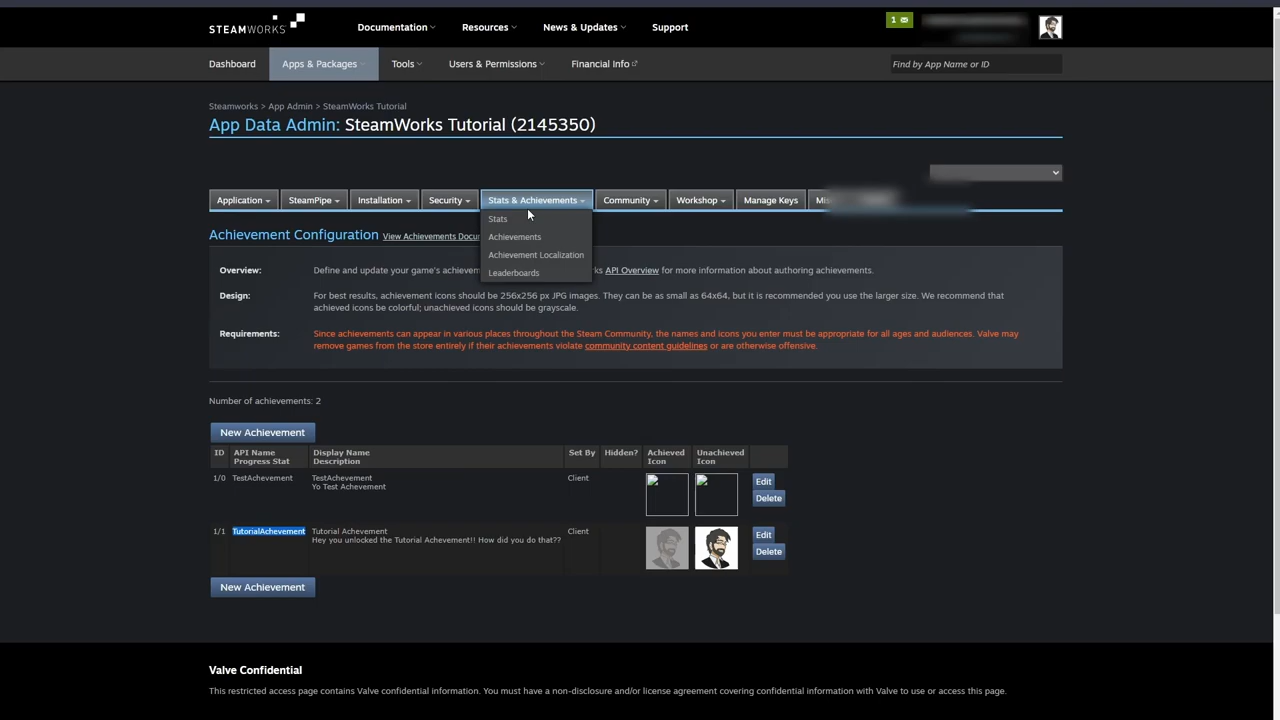 STEAMWORKS
Documentation
Resources
News & Updates
Support
1
Dashboard
Apps & Packages
Tools
Users & Permissions
Financial Info
Find by App Name or ID
Steamworks > App Admin > SteamWorks Tutorial
App Data Admin: SteamWorks Tutorial (2145350)
Application
SteamPipe
Installation
Security
Stats & Achievements
Community
Workshop
Manage Keys
Stats
Achievements
Achievement Localization
Leaderboards
Achievement Configuration View Achievements Docu
Overview: Define and update your game's achievem ks API Overview for more information about authoring achievements.
Design: For best results, achievement icons should be 256x256 px JPG images. They can be as small as 64x64, but it is recommended you use the larger size. We recommend that
achieved icons be colorful; unachieved icons should be grayscale.
Requirements: Since achievements can appear in various places throughout the Steam Community, the names and icons you enter must be appropriate for all ages and audiences. Valve may
remove games from the store entirely if their achievements violate community content guidelines or are otherwise offensive.
Number of achievements: 2
New Achievement
ID API Name Display Name Set By Hidden? Achieved Unachieved
Progress Stat Description Icon Icon
1/0 TestAchevement TestAchevement Client Edit
Yo Test Achevement Delete
1/1 TutorialAchevement Tutorial Achevement Client Edit
Hey you unlocked the Tutorial Achevement!! How did you do that?? Delete
New Achievement
Valve Confidential
This restricted access page contains Valve confidential information. You must have a non-disclosure and/or license agreement covering confidential information with Valve to use or access this page.